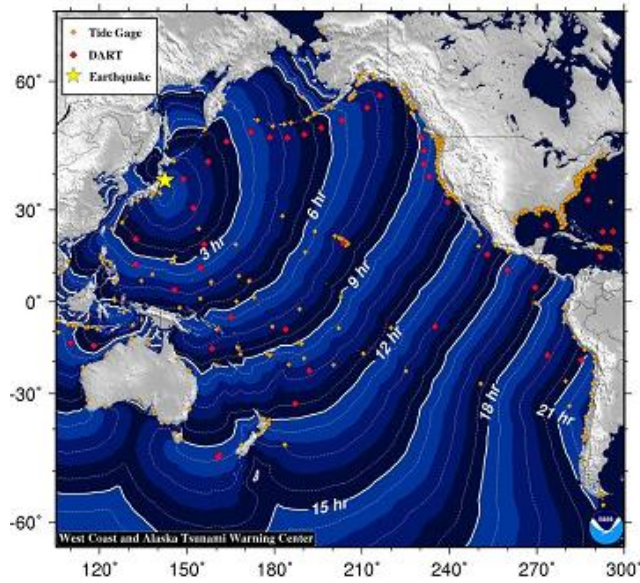 Tide Gage
DART
Earthquake
60°
30°
0°
-30°
-60°
3 hr
6 hr
9 hr
12 hr
15 hr
18 hr
21 hr
West Coast and Alaska Tsunami Warning Center
120°
150°
180°
210°
240°
270°
300°